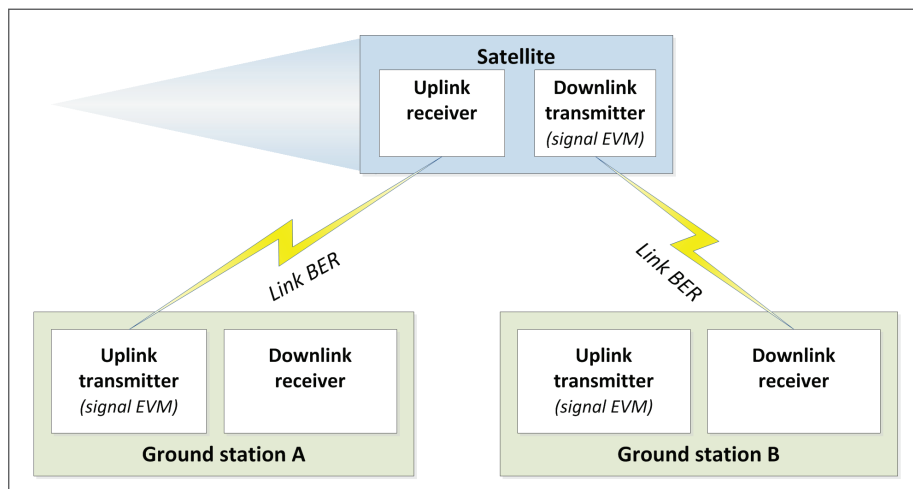 Satellite
Uplink
receiver
Downlink
transmitter
(signal EVM)
Link BER
Link BER
Uplink
transmitter
(signal EVM)
Downlink
receiver
Ground station A
Uplink
transmitter
(signal EVM)
Downlink
receiver
Ground station B